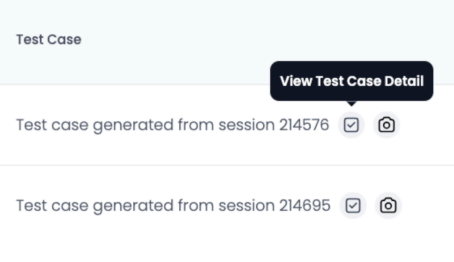 Test Case
View Test Case Detail
Test case generated from session 214576
Test case generated from session 214695